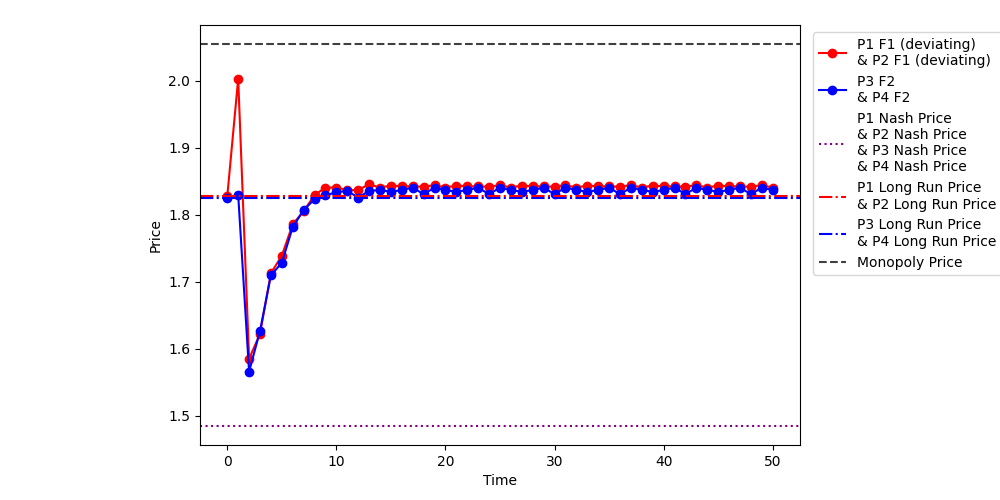 2.0
1.9
1.8
1.7
1.6
1.5
Price
0 10 20 30 40 50
Time
P1 F1 (deviating)
& P2 F1 (deviating)
P3 F2
& P4 F2
P1 Nash Price
& P2 Nash Price
& P3 Nash Price
& P4 Nash Price
P1 Long Run Price
& P2 Long Run Price
P3 Long Run Price
& P4 Long Run Price
Monopoly Price